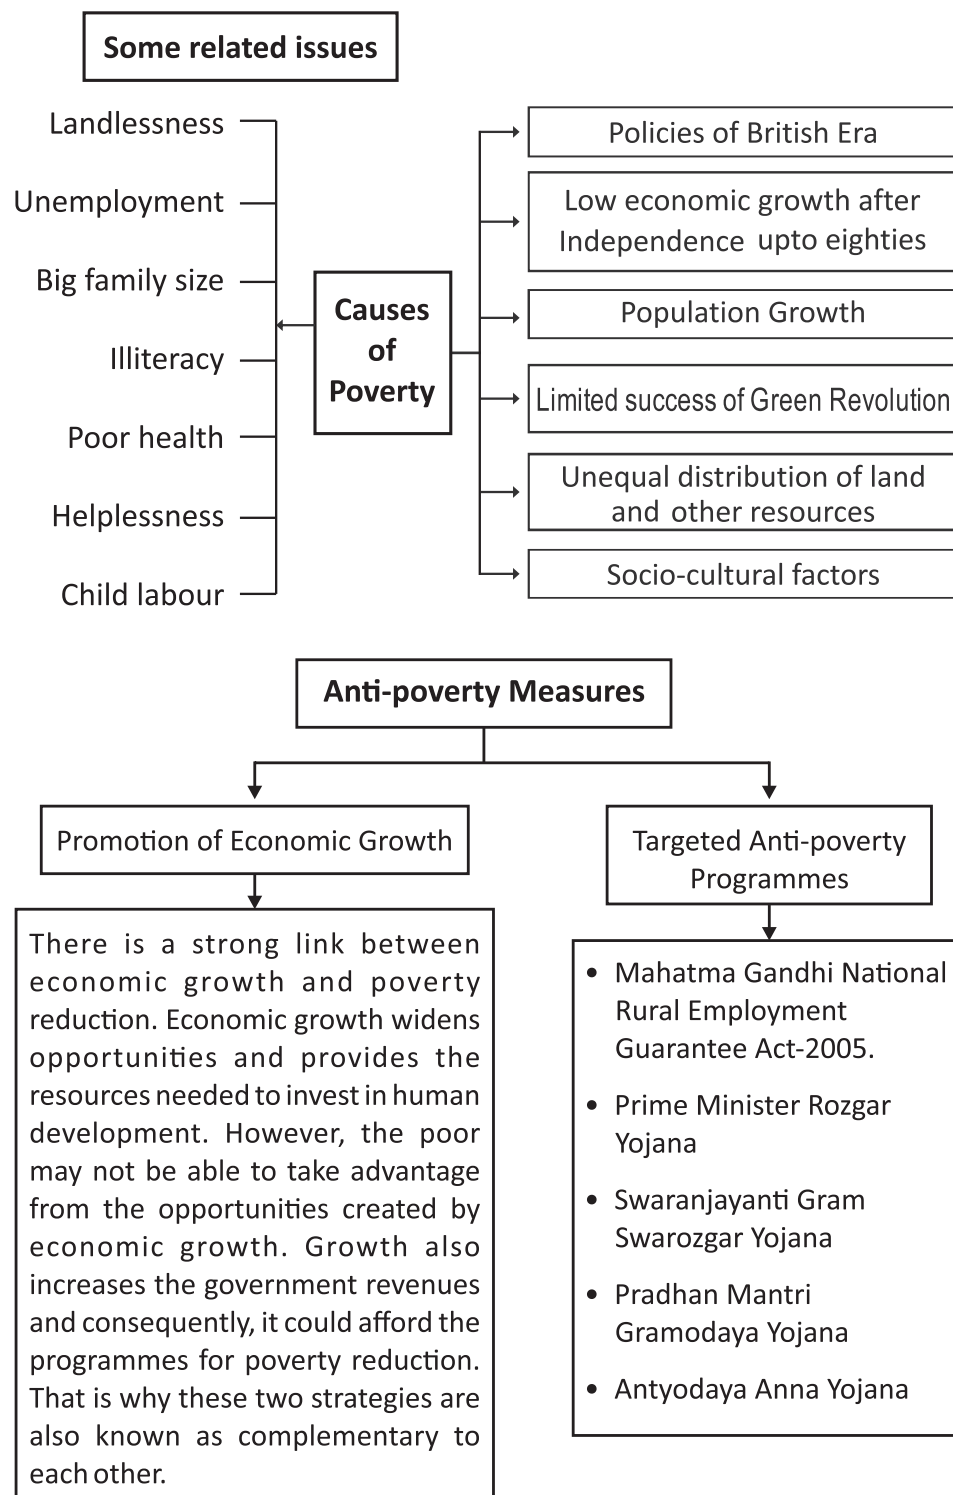 Some related issues
Landlessness
Unemployment
Big family size
Illiteracy
Poor health
Helplessness
Child labour
Causes
of
Poverty
Policies of British Era
Low economic growth after
Independence upto eighties
Population Growth
Limited success of Green Revolution
Unequal distribution of land
and other resources
Socio-cultural factors
Anti-poverty Measures
Promotion of Economic Growth
There is a strong link between
economic growth and poverty
reduction. Economic growth widens
opportunities and provides the
resources needed to invest in human
development. However, the poor
may not be able to take advantage
from the opportunities created by
economic growth. Growth also
increases the government revenues
and consequently, it could afford the
programmes for poverty reduction.
That is why these two strategies are
also known as complementary to
each other.
Targeted Anti-poverty
Programmes
• Mahatma Gandhi National
Rural Employment
Guarantee Act-2005.
• Prime Minister Rozgar
Yojana
• Swaranjayanti Gram
Swarozgar Yojana
• Pradhan Mantri
Gramodaya Yojana
• Antyodaya Anna Yojana